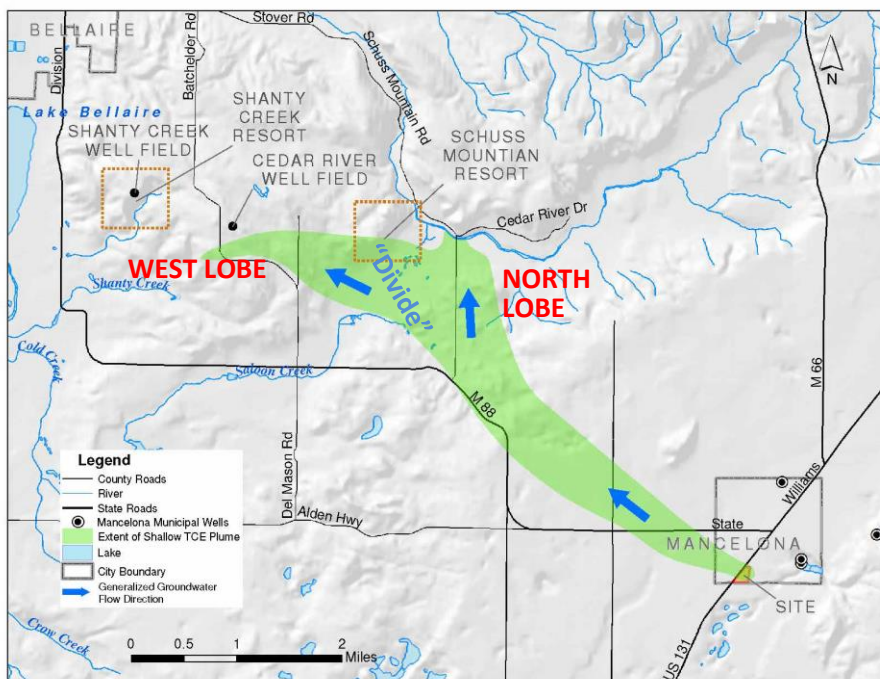 BELLAIRE
Division
Batchelder Rd
Stover Rd
Schuss Mountain Rd
N
Lake Bellaire
SHANTY CREEK
WELL FIELD
SHANTY
CREEK
RESORT
CEDAR RIVER
WELL FIELD
SCHUSS
MOUNTIAN
RESORT
Cedar River Dr
WEST LOBE
"Divide"
NORTH
LOBE
Shanty Creek
Cold Creek
Saloan Creek
M 88
M 66
Del Mason Rd
Alden Hwy
State
Williams
MANCELONA
SITE
US 131
Craw Creek
Legend
County Roads
River
State Roads
Mancelona Municipal Wells
Extent of Shallow TCE Plume
Lake
City Boundary
Generalized Groundwater
Flow Direction
0 0.5 1 2
Miles